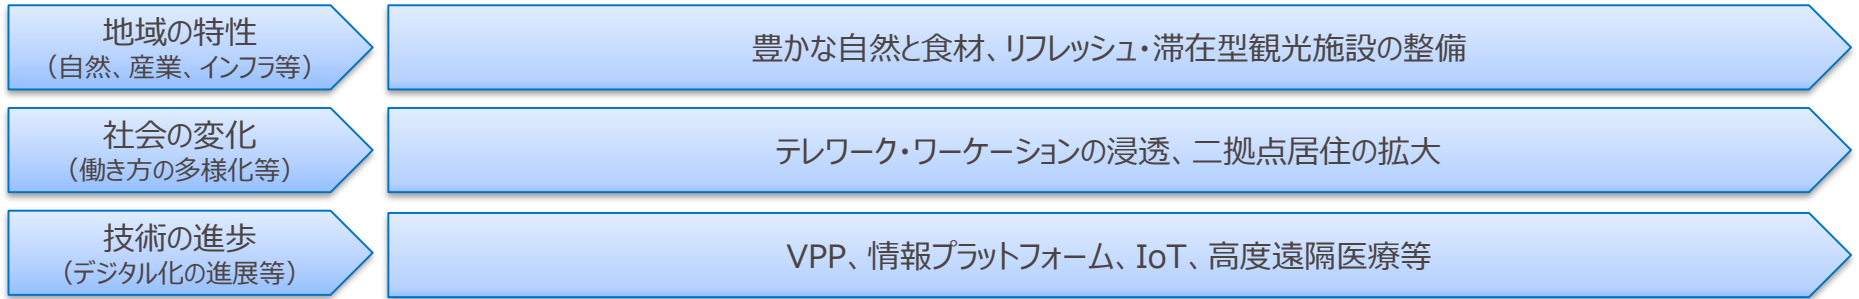 地域の特性
（自然、産業、インフラ等）
豊かな自然と食材、リフレッシュ・滞在型観光施設の整備
社会の変化
（働き方の多様化等）
テレワーク・ワーケーションの浸透、二拠点居住の拡大
技術の進歩
（デジタル化の進展等）
VPP、情報プラットフォーム、IoT、高度遠隔医療等